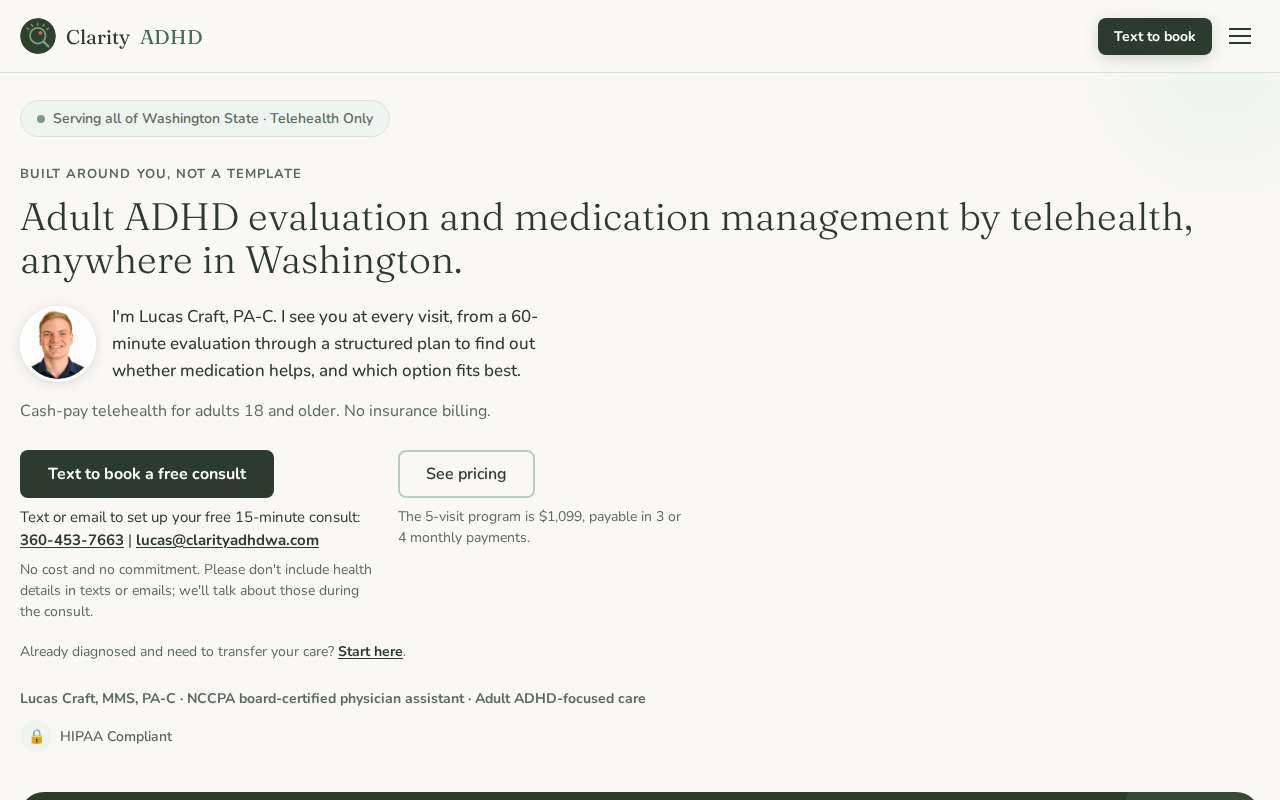 Clarity ADHD
Text to book
Serving all of Washington State · Telehealth Only
BUILT AROUND YOU, NOT A TEMPLATE
Adult ADHD evaluation and medication management by telehealth,
anywhere in Washington.
I'm Lucas Craft, PA-C. I see you at every visit, from a 60-
minute evaluation through a structured plan to find out
whether medication helps, and which option fits best.
Cash-pay telehealth for adults 18 and older. No insurance billing.
Text to book a free consult
Text or email to set up your free 15-minute consult:
360-453-7663 | lucas@clarityadhdwa.com
No cost and no commitment. Please don't include health
details in texts or emails; we'll talk about those during
the consult.
See pricing
The 5-visit program is $1,099, payable in 3 or
4 monthly payments.
Already diagnosed and need to transfer your care? Start here.
Lucas Craft, MMS, PA-C · NCCPA board-certified physician assistant · Adult ADHD-focused care
HIPAA Compliant